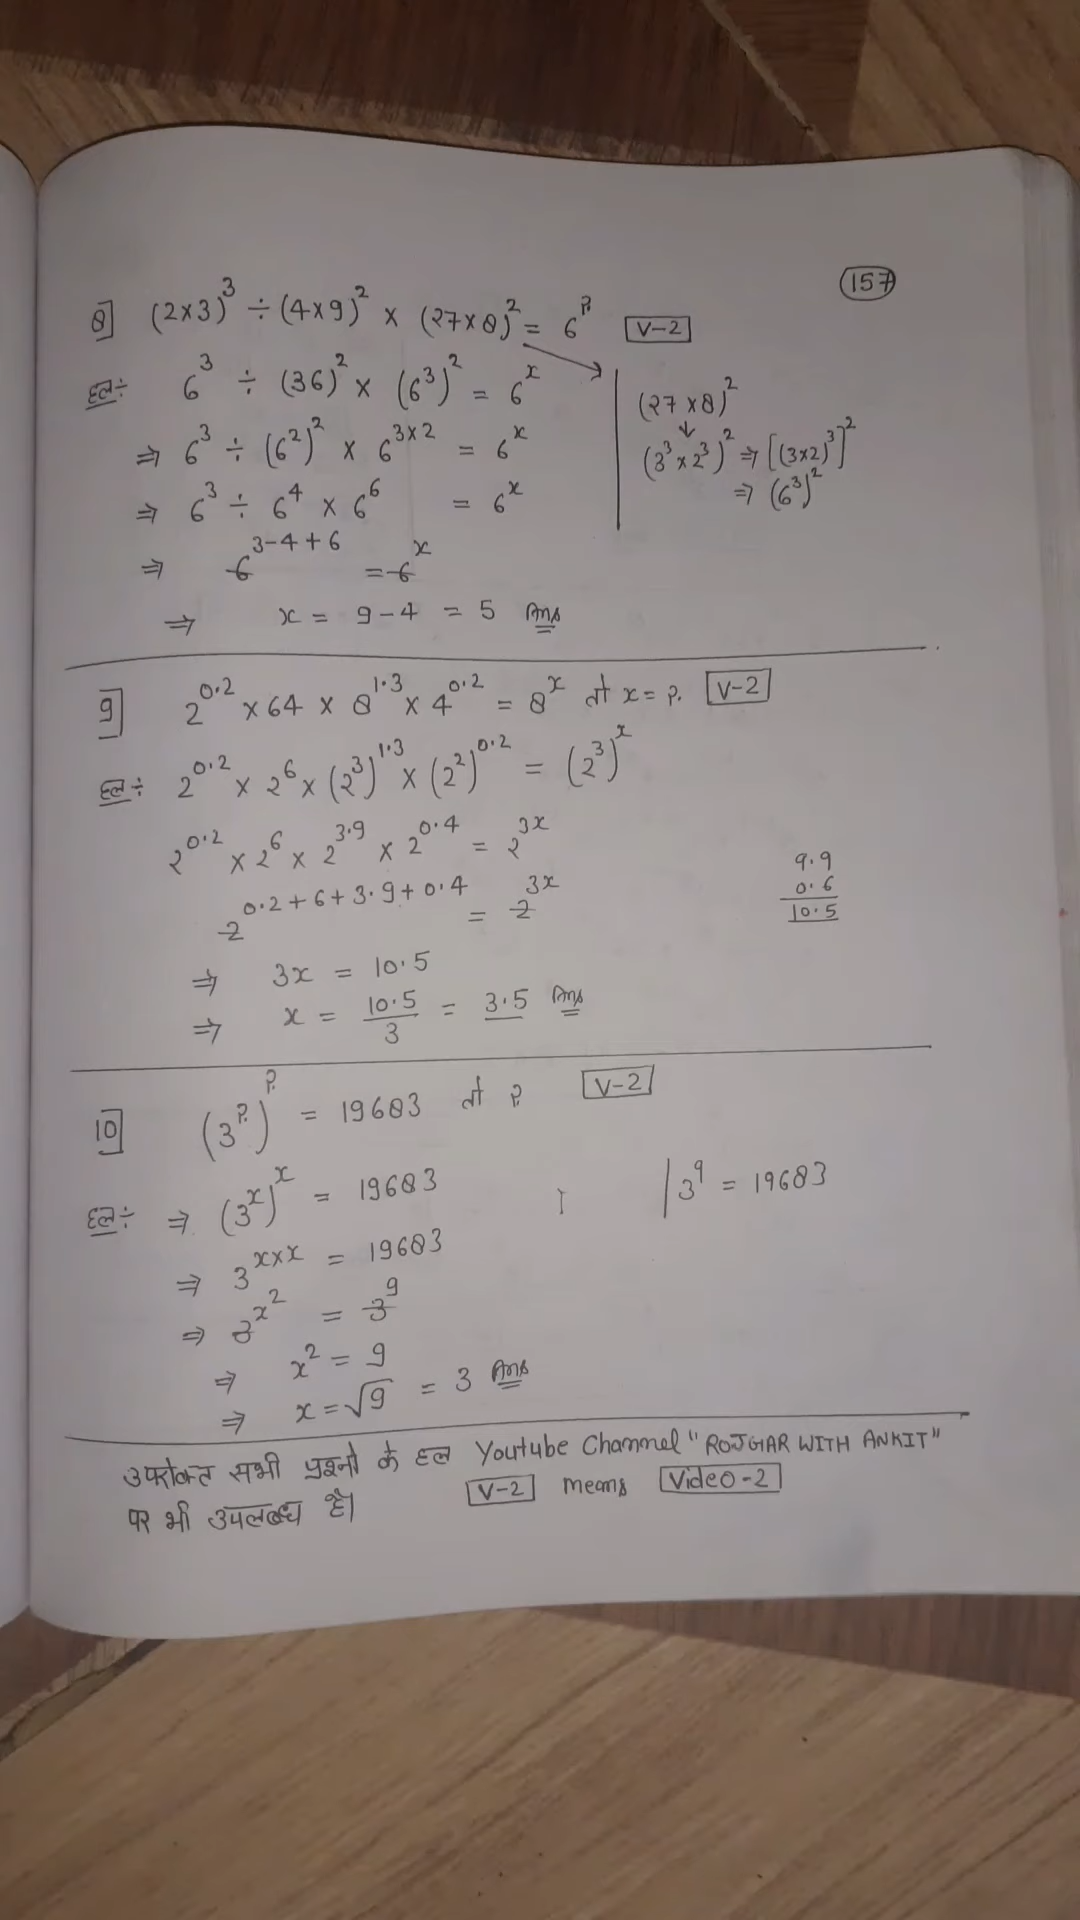 157
8] (2×3)³ ÷ (4×9)² × (27×8)² = 6^? V-2
हल÷ 6³ ÷ (36)² × (6³)² = 6^x
(27×8)²
⇒ 6³ ÷ (6²)² × 6^3×2 = 6^x
↓
(3³×2³)² ⇒ [(3×2)³]²
⇒ (6³)²
⇒ 6³ ÷ 6⁴ × 6⁶ = 6^x
⇒ 6^3-4+6 = 6^x
⇒ x = 9-4 = 5 Ans
9] 2^0.2 × 64 × 8^1.3 × 4^0.2 = 8^x तो x = ?. V-2
हल÷ 2^0.2 × 2⁶ × (2³)^1.3 × (2²)^0.2 = (2³)^x
2^0.2 × 2⁶ × 2^3.9 × 2^0.4 = 2^3x
9.9
0.6
10.5
2^0.2+6+3.9+0.4 = 2^3x
⇒ 3x = 10.5
⇒ x = 10.5/3 = 3.5 Ans
10] (3^?)^? = 19683 तो ? V-2
हल÷ ⇒ (3^x)^x = 19683 | 3⁹ = 19683
⇒ 3^x×x = 19683
⇒ 3^x² = 3⁹
⇒ x² = 9
⇒ x = √9 = 3 Ans
उपरोक्त सभी प्रश्नो के हल Youtube Channel "ROJGAR WITH ANKIT"
पर भी उपलब्ध है। V-2 means Video-2